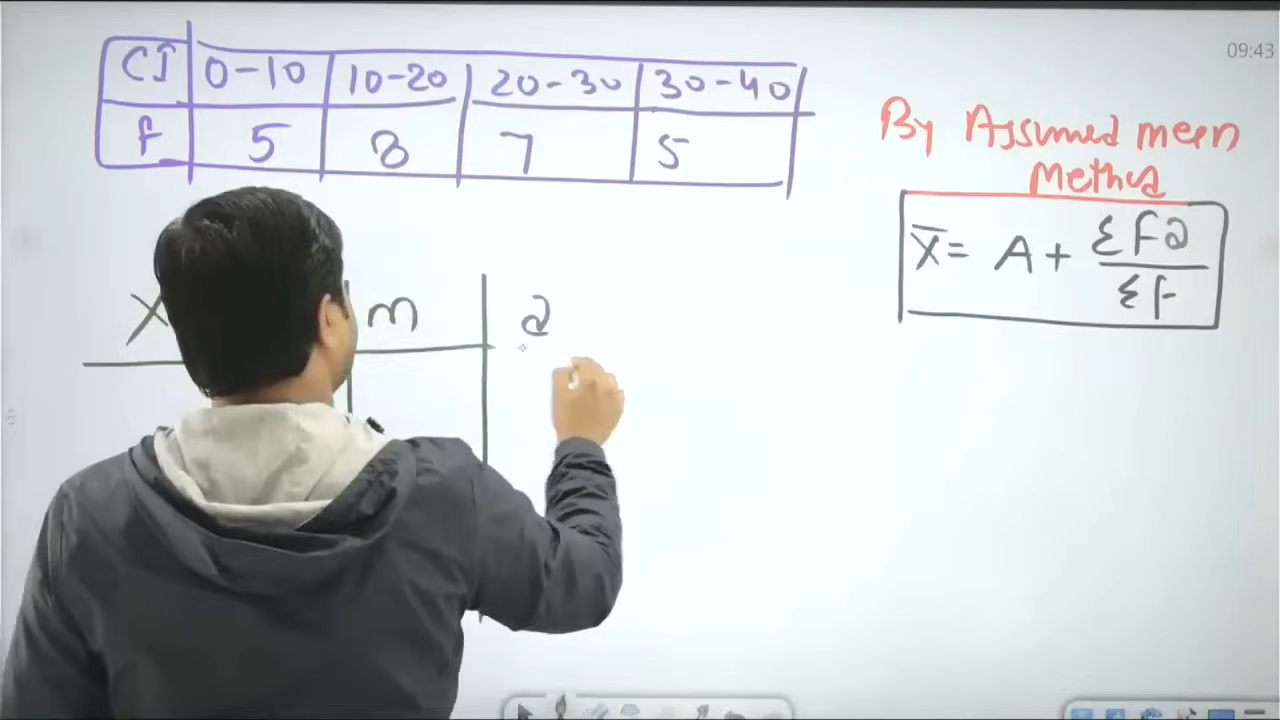 09:43
CI 0-10 10-20 20-30 30-40
f 5 8 7 5
By Assumed mean
Method
X̄ = A + Σfd
Σf
X m d